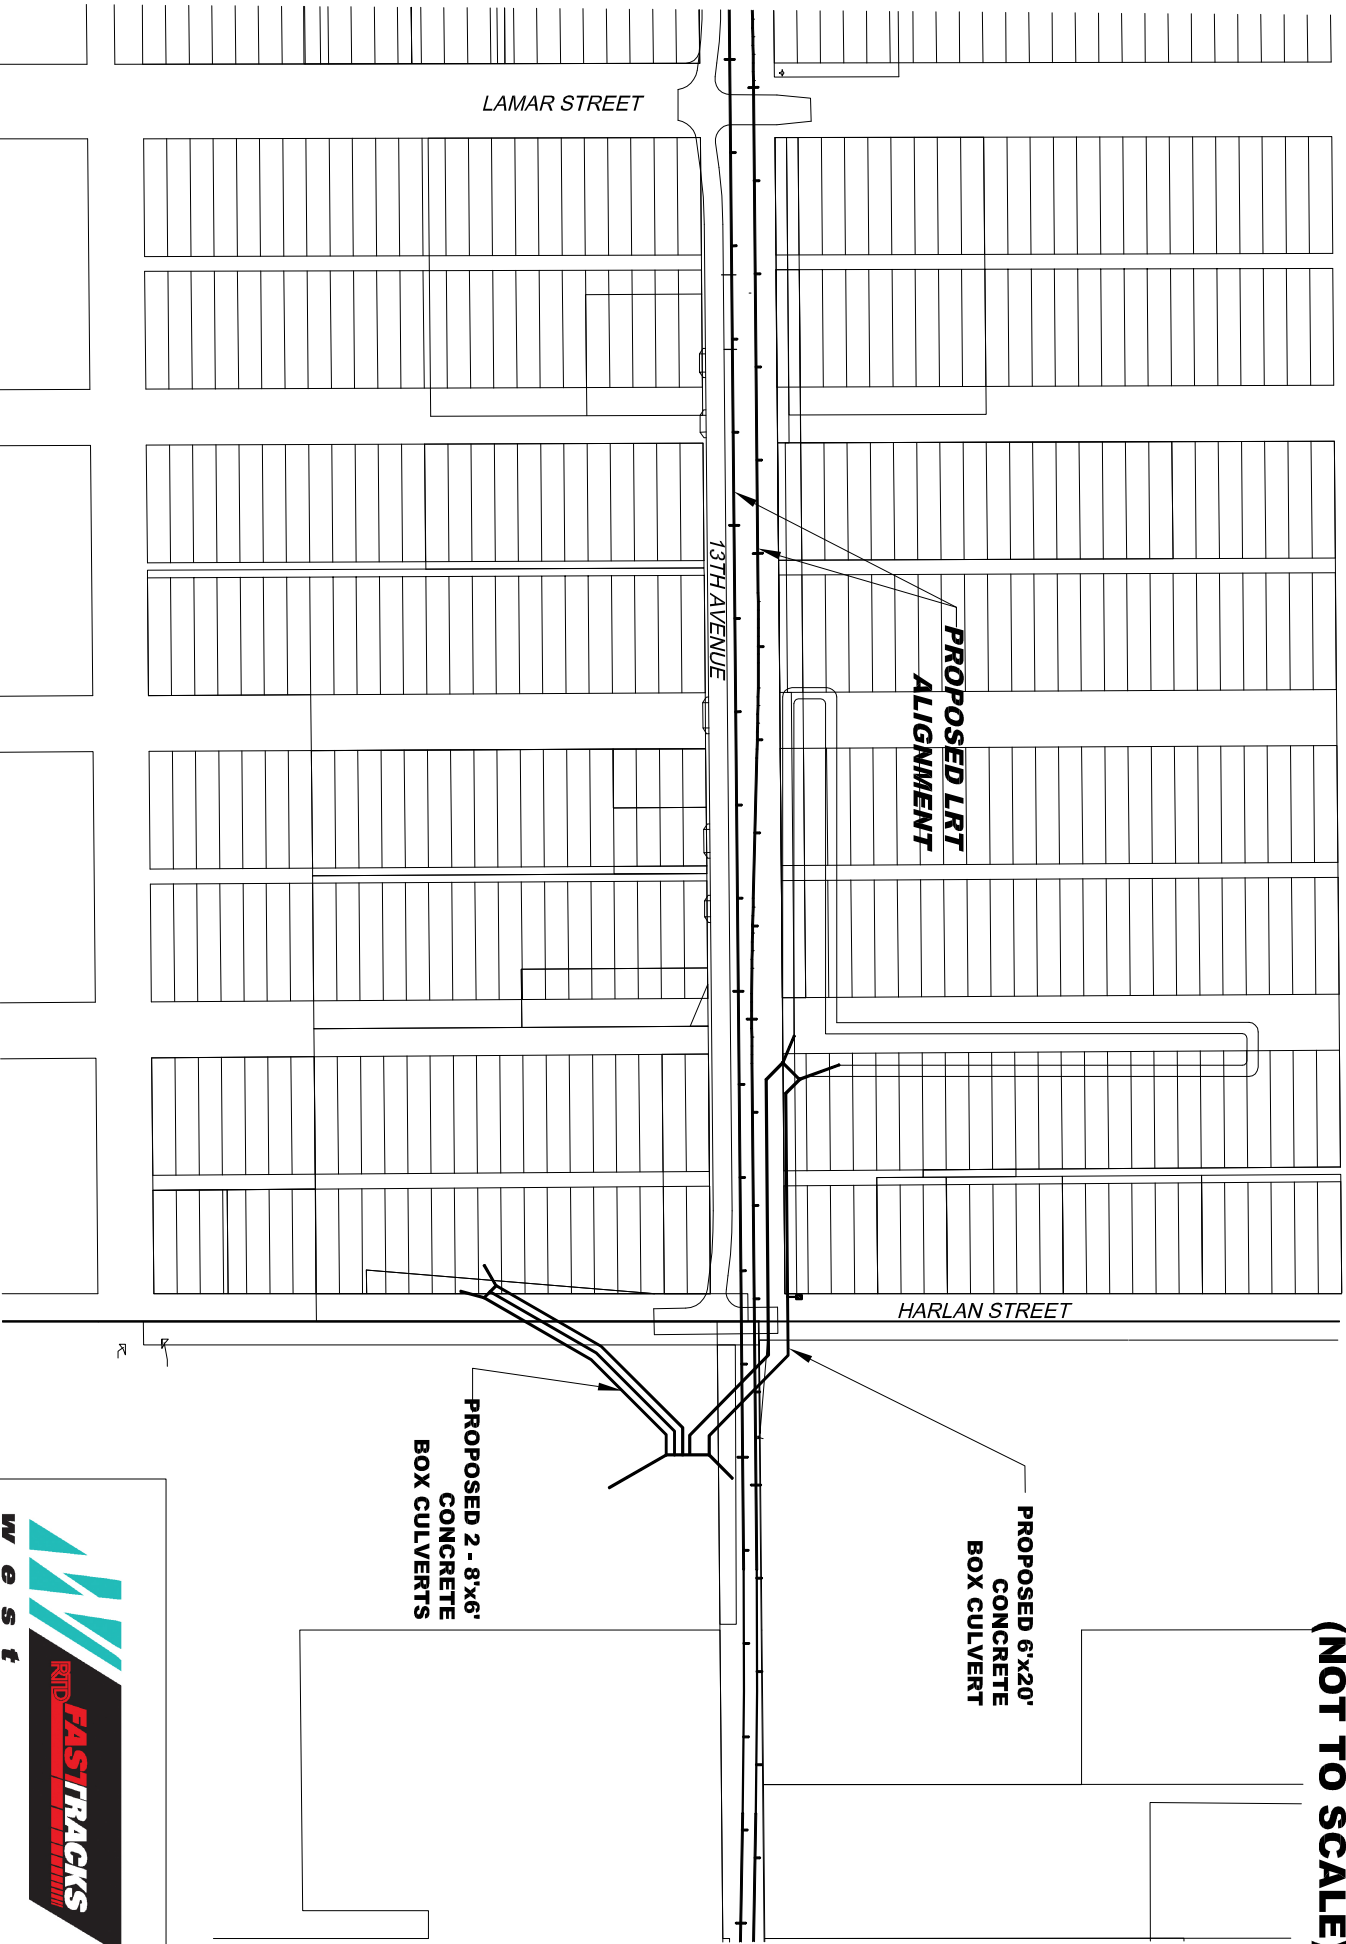 LAMAR STREET
13TH AVENUE
PROPOSED LRT
ALIGNMENT
HARLAN STREET
PROPOSED 2 - 8'x6'
CONCRETE
BOX CULVERTS
PROPOSED 6'x20'
CONCRETE
BOX CULVERT
(NOT TO SCALE)
west
RTD FASTRACKS